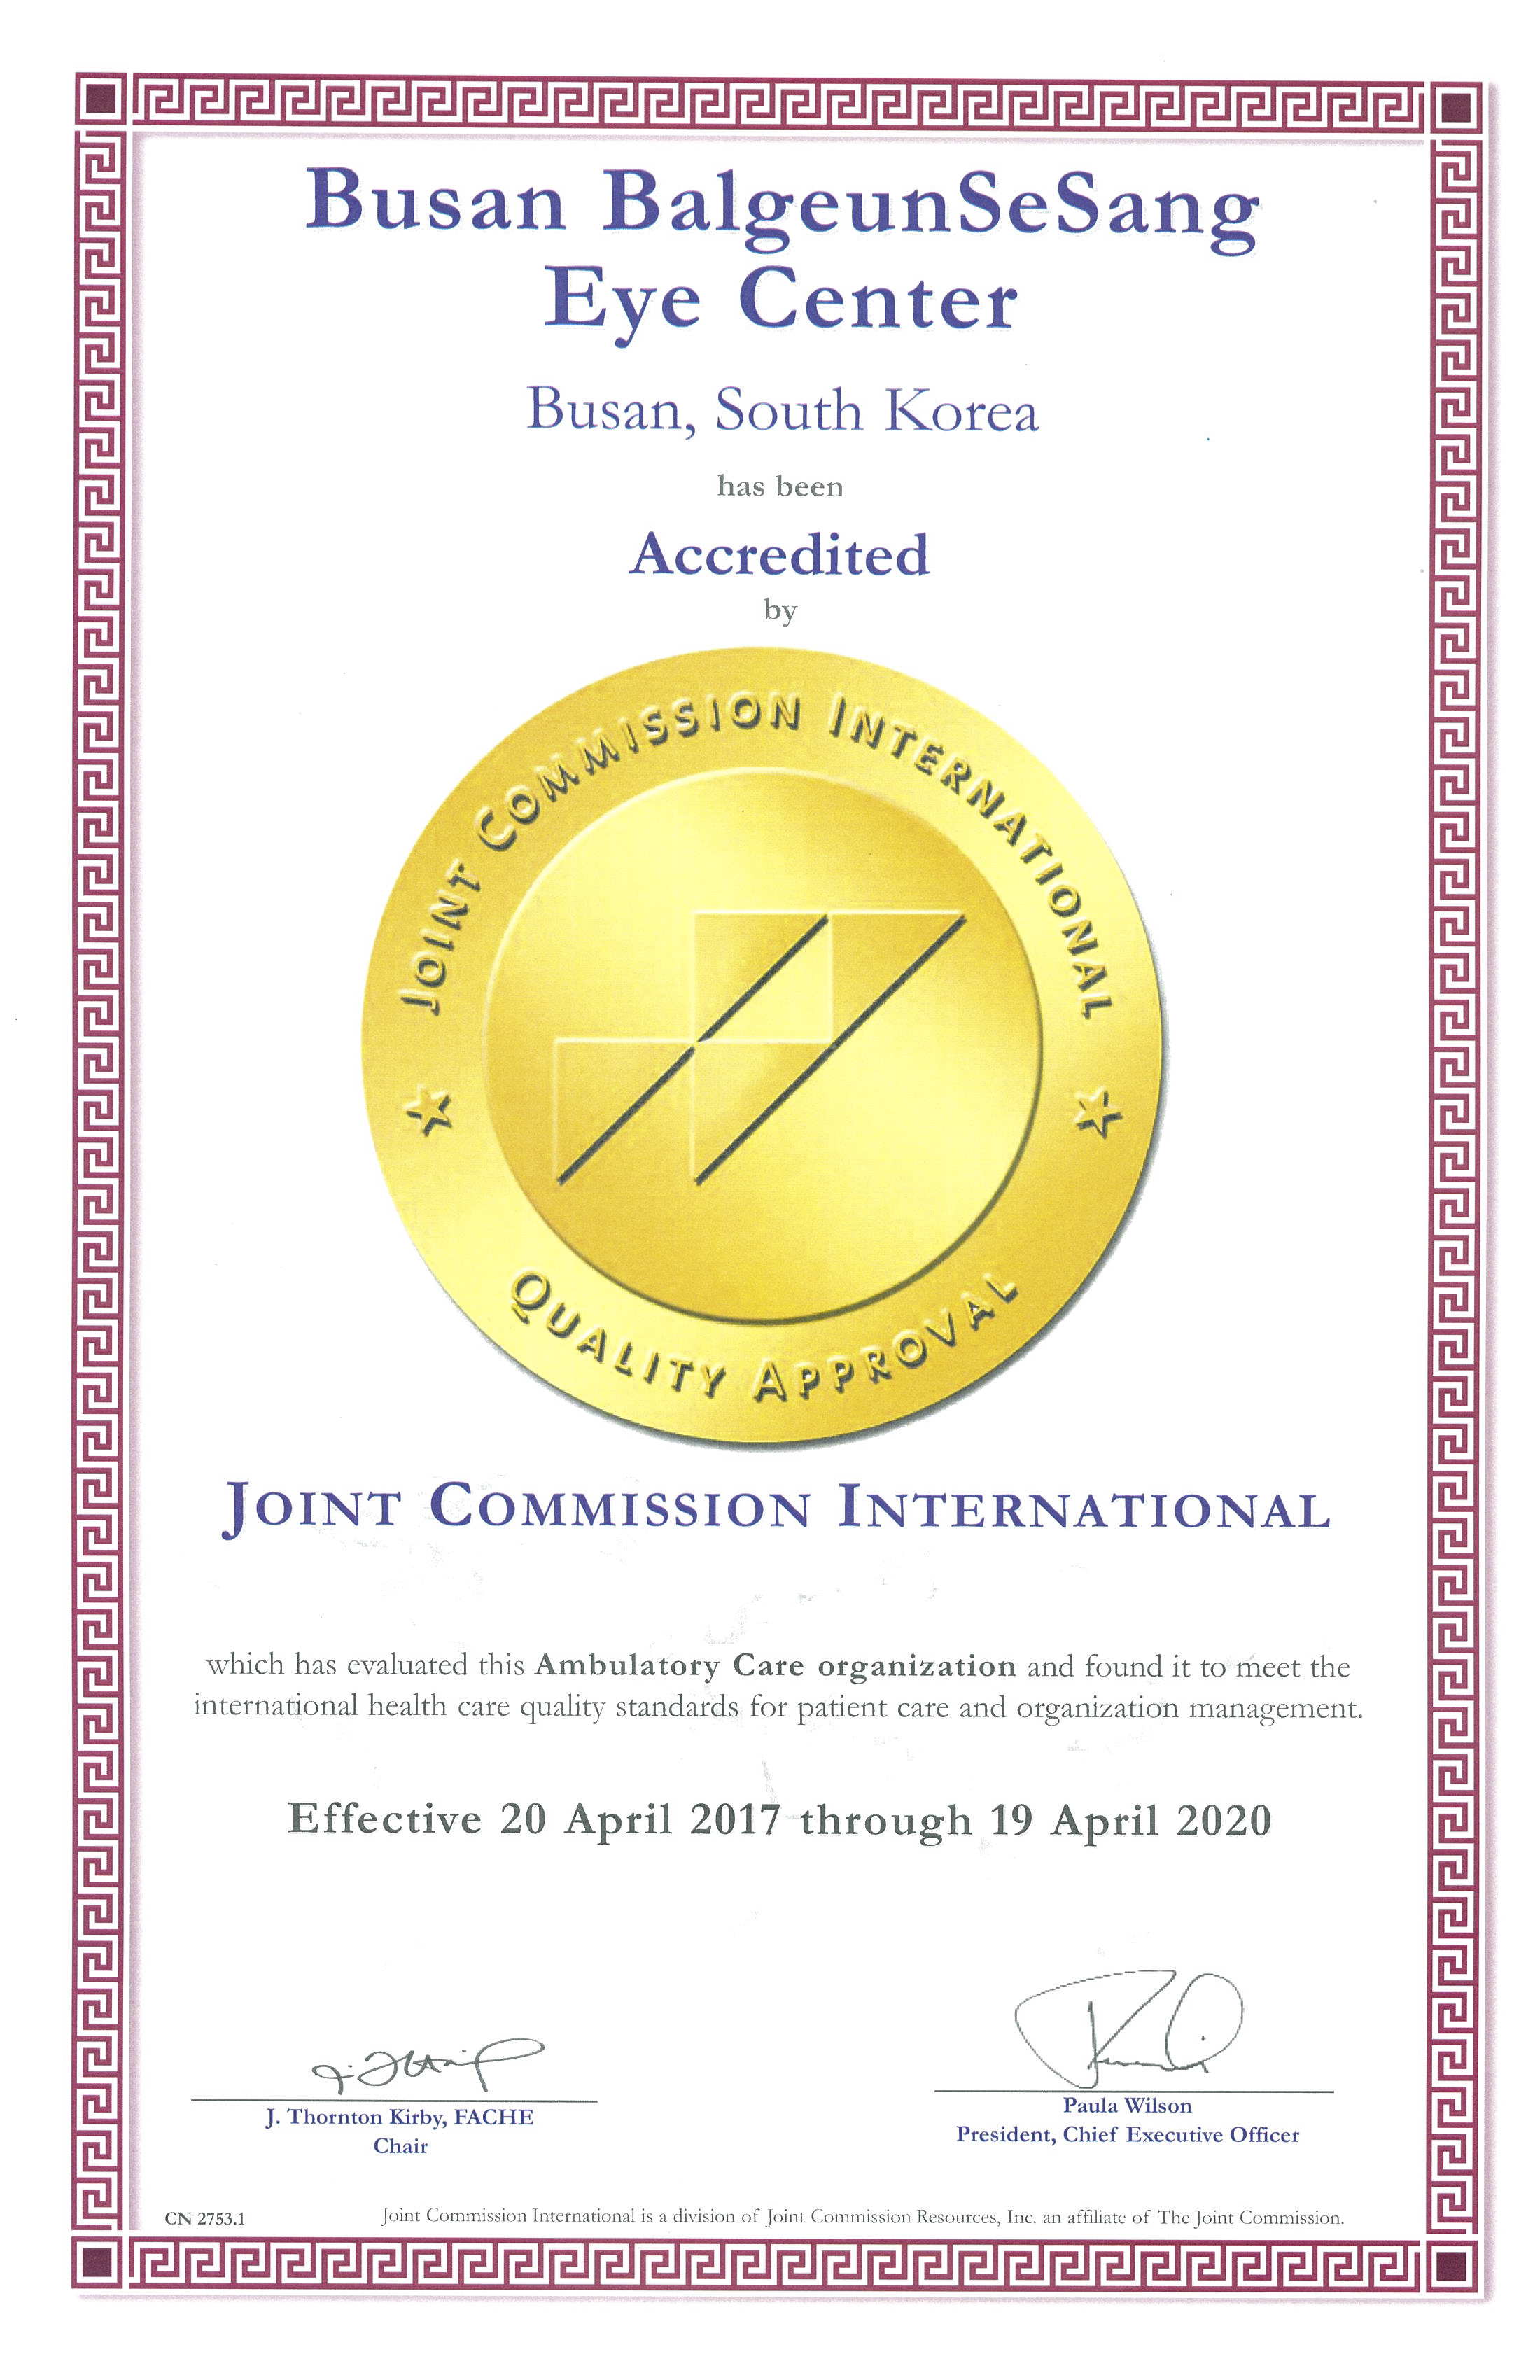 Busan BalgeunSeSang
Eye Center
Busan, South Korea
has been
Accredited
by
JOINT COMMISSION INTERNATIONAL
QUALITY APPROVAL
JOINT COMMISSION INTERNATIONAL
which has evaluated this Ambulatory Care organization and found it to meet the
international health care quality standards for patient care and organization management.
Effective 20 April 2017 through 19 April 2020
J. Thornton Kirby, FACHE
Chair
Paula Wilson
President, Chief Executive Officer
CN 2753.1
Joint Commission International is a division of Joint Commission Resources, Inc. an affiliate of The Joint Commission.